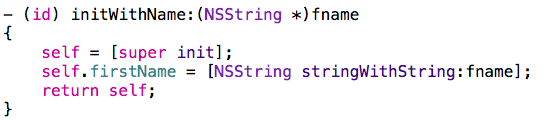 - (id) initWithName:(NSString *)fname
{
    self = [super init];
    self.firstName = [NSString stringWithString:fname];
    return self;
}